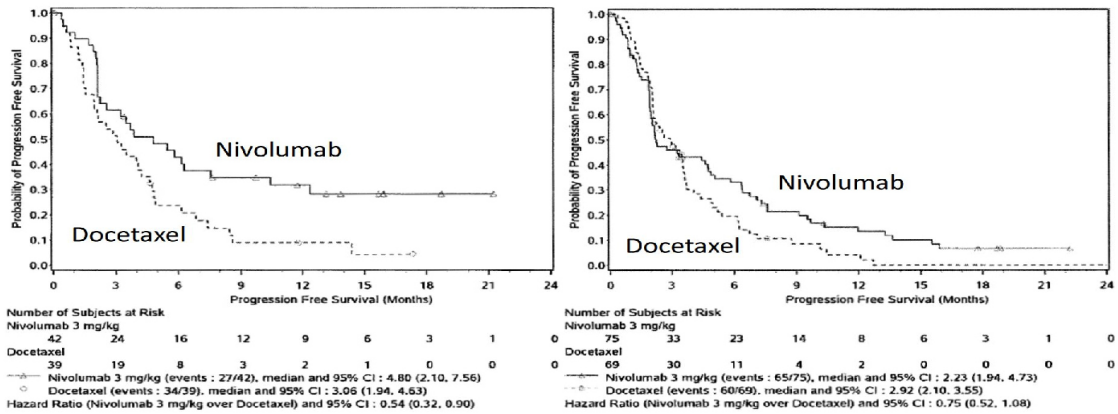 Probability of Progression Free Survival
1.0
0.9
0.8
0.7
0.6
0.5
0.4
0.3
0.2
0.1
0.0
Nivolumab
Docetaxel
0 3 6 9 12 15 18 21 24
Progression Free Survival (Months)
Number of Subjects at Risk
Nivolumab 3 mg/kg
42 24 16 12 9 6 3 1 0
Docetaxel
39 19 8 3 2 1 0 0 0
Nivolumab 3 mg/kg (events : 27/42), median and 95% CI : 4.80 (2.10, 7.56)
Docetaxel (events : 34/39), median and 95% CI : 3.06 (1.94, 4.63)
Hazard Ratio (Nivolumab 3 mg/kg over Docetaxel) and 95% CI : 0.54 (0.32, 0.90)
Probability of Progression Free Survival
1.0
0.9
0.8
0.7
0.6
0.5
0.4
0.3
0.2
0.1
0.0
Nivolumab
Docetaxel
0 3 6 9 12 15 18 21 24
Progression Free Survival (Months)
Number of Subjects at Risk
Nivolumab 3 mg/kg
75 33 23 14 8 6 3 1 0
Docetaxel
69 30 11 4 2 0 0 0 0
Nivolumab 3 mg/kg (events : 65/75), median and 95% CI : 2.23 (1.94, 4.73)
Docetaxel (events : 60/69), median and 95% CI : 2.92 (2.10, 3.55)
Hazard Ratio (Nivolumab 3 mg/kg over Docetaxel) and 95% CI : 0.75 (0.52, 1.08)